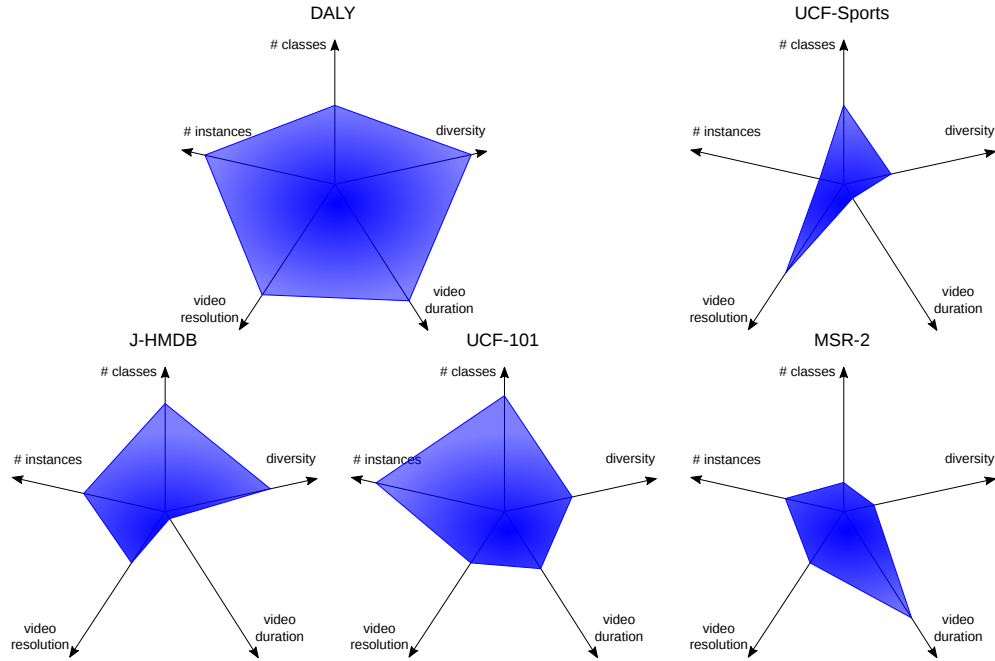 DALY
# classes
# instances
diversity
video
resolution
video
duration
UCF-Sports
# classes
# instances
diversity
video
resolution
video
duration
J-HMDB
# classes
# instances
diversity
video
resolution
video
duration
UCF-101
# classes
# instances
diversity
video
resolution
video
duration
MSR-2
# classes
# instances
diversity
video
resolution
video
duration